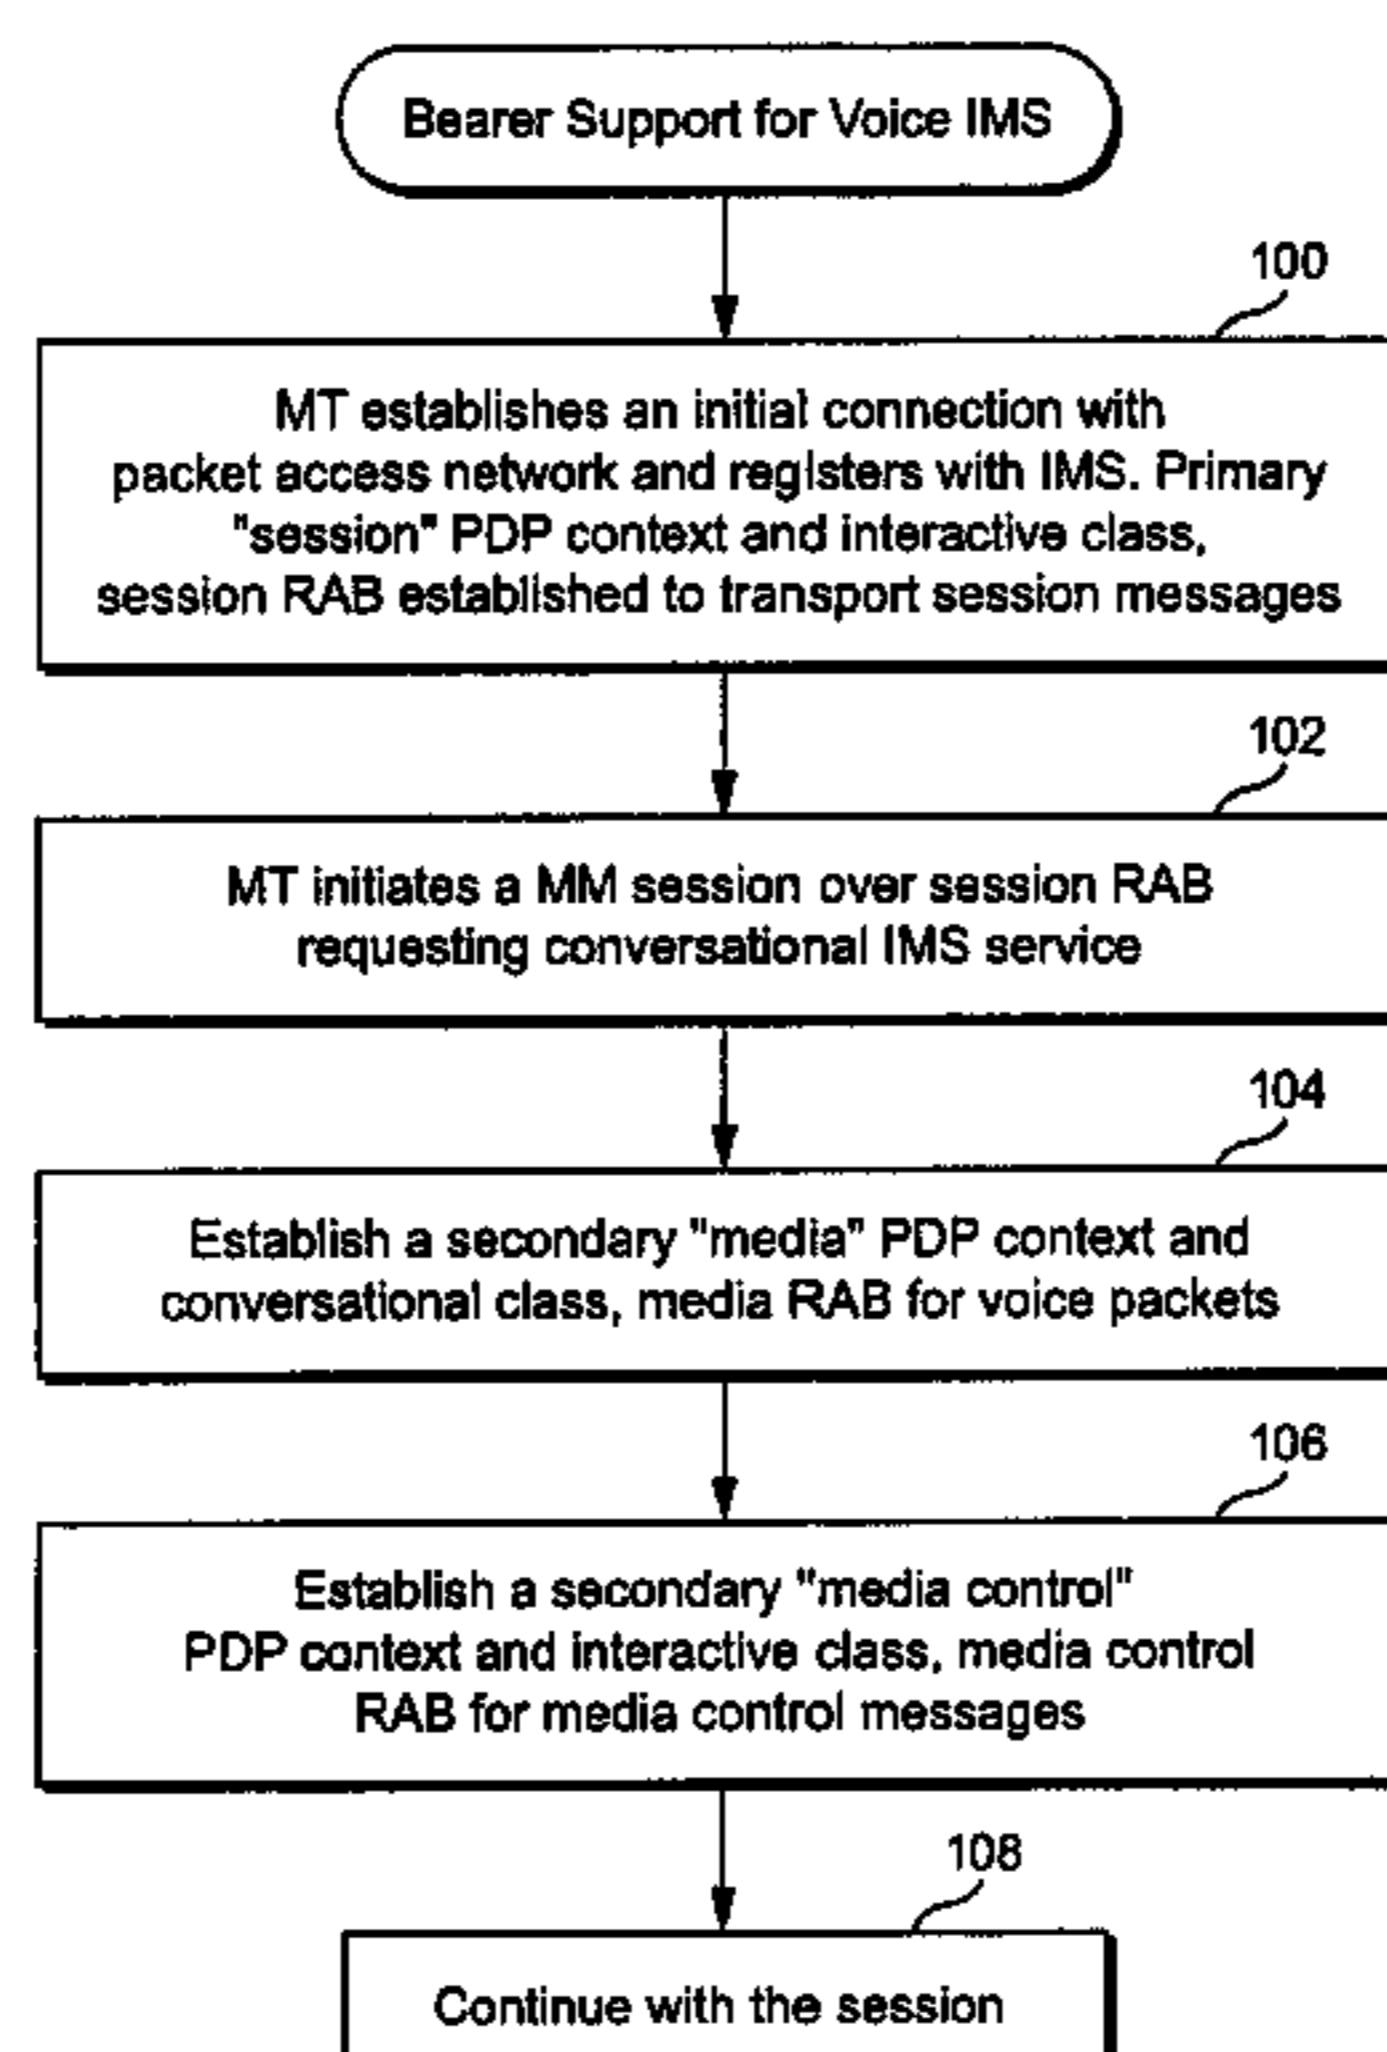 Bearer Support for Voice IMS
100
MT establishes an initial connection with
packet access network and registers with IMS. Primary
"session" PDP context and interactive class,
session RAB established to transport session messages
102
MT initiates a MM session over session RAB
requesting conversational IMS service
104
Establish a secondary "media" PDP context and
conversational class, media RAB for voice packets
106
Establish a secondary "media control"
PDP context and interactive class, media control
RAB for media control messages
108
Continue with the session